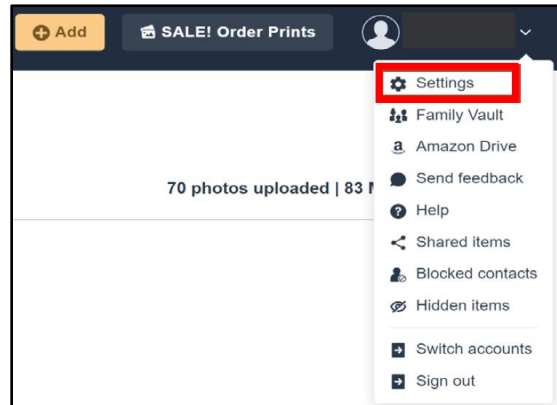 Add
SALE! Order Prints
Settings
Family Vault
Amazon Drive
70 photos uploaded | 83
Send feedback
Help
Shared items
Blocked contacts
Hidden items
Switch accounts
Sign out